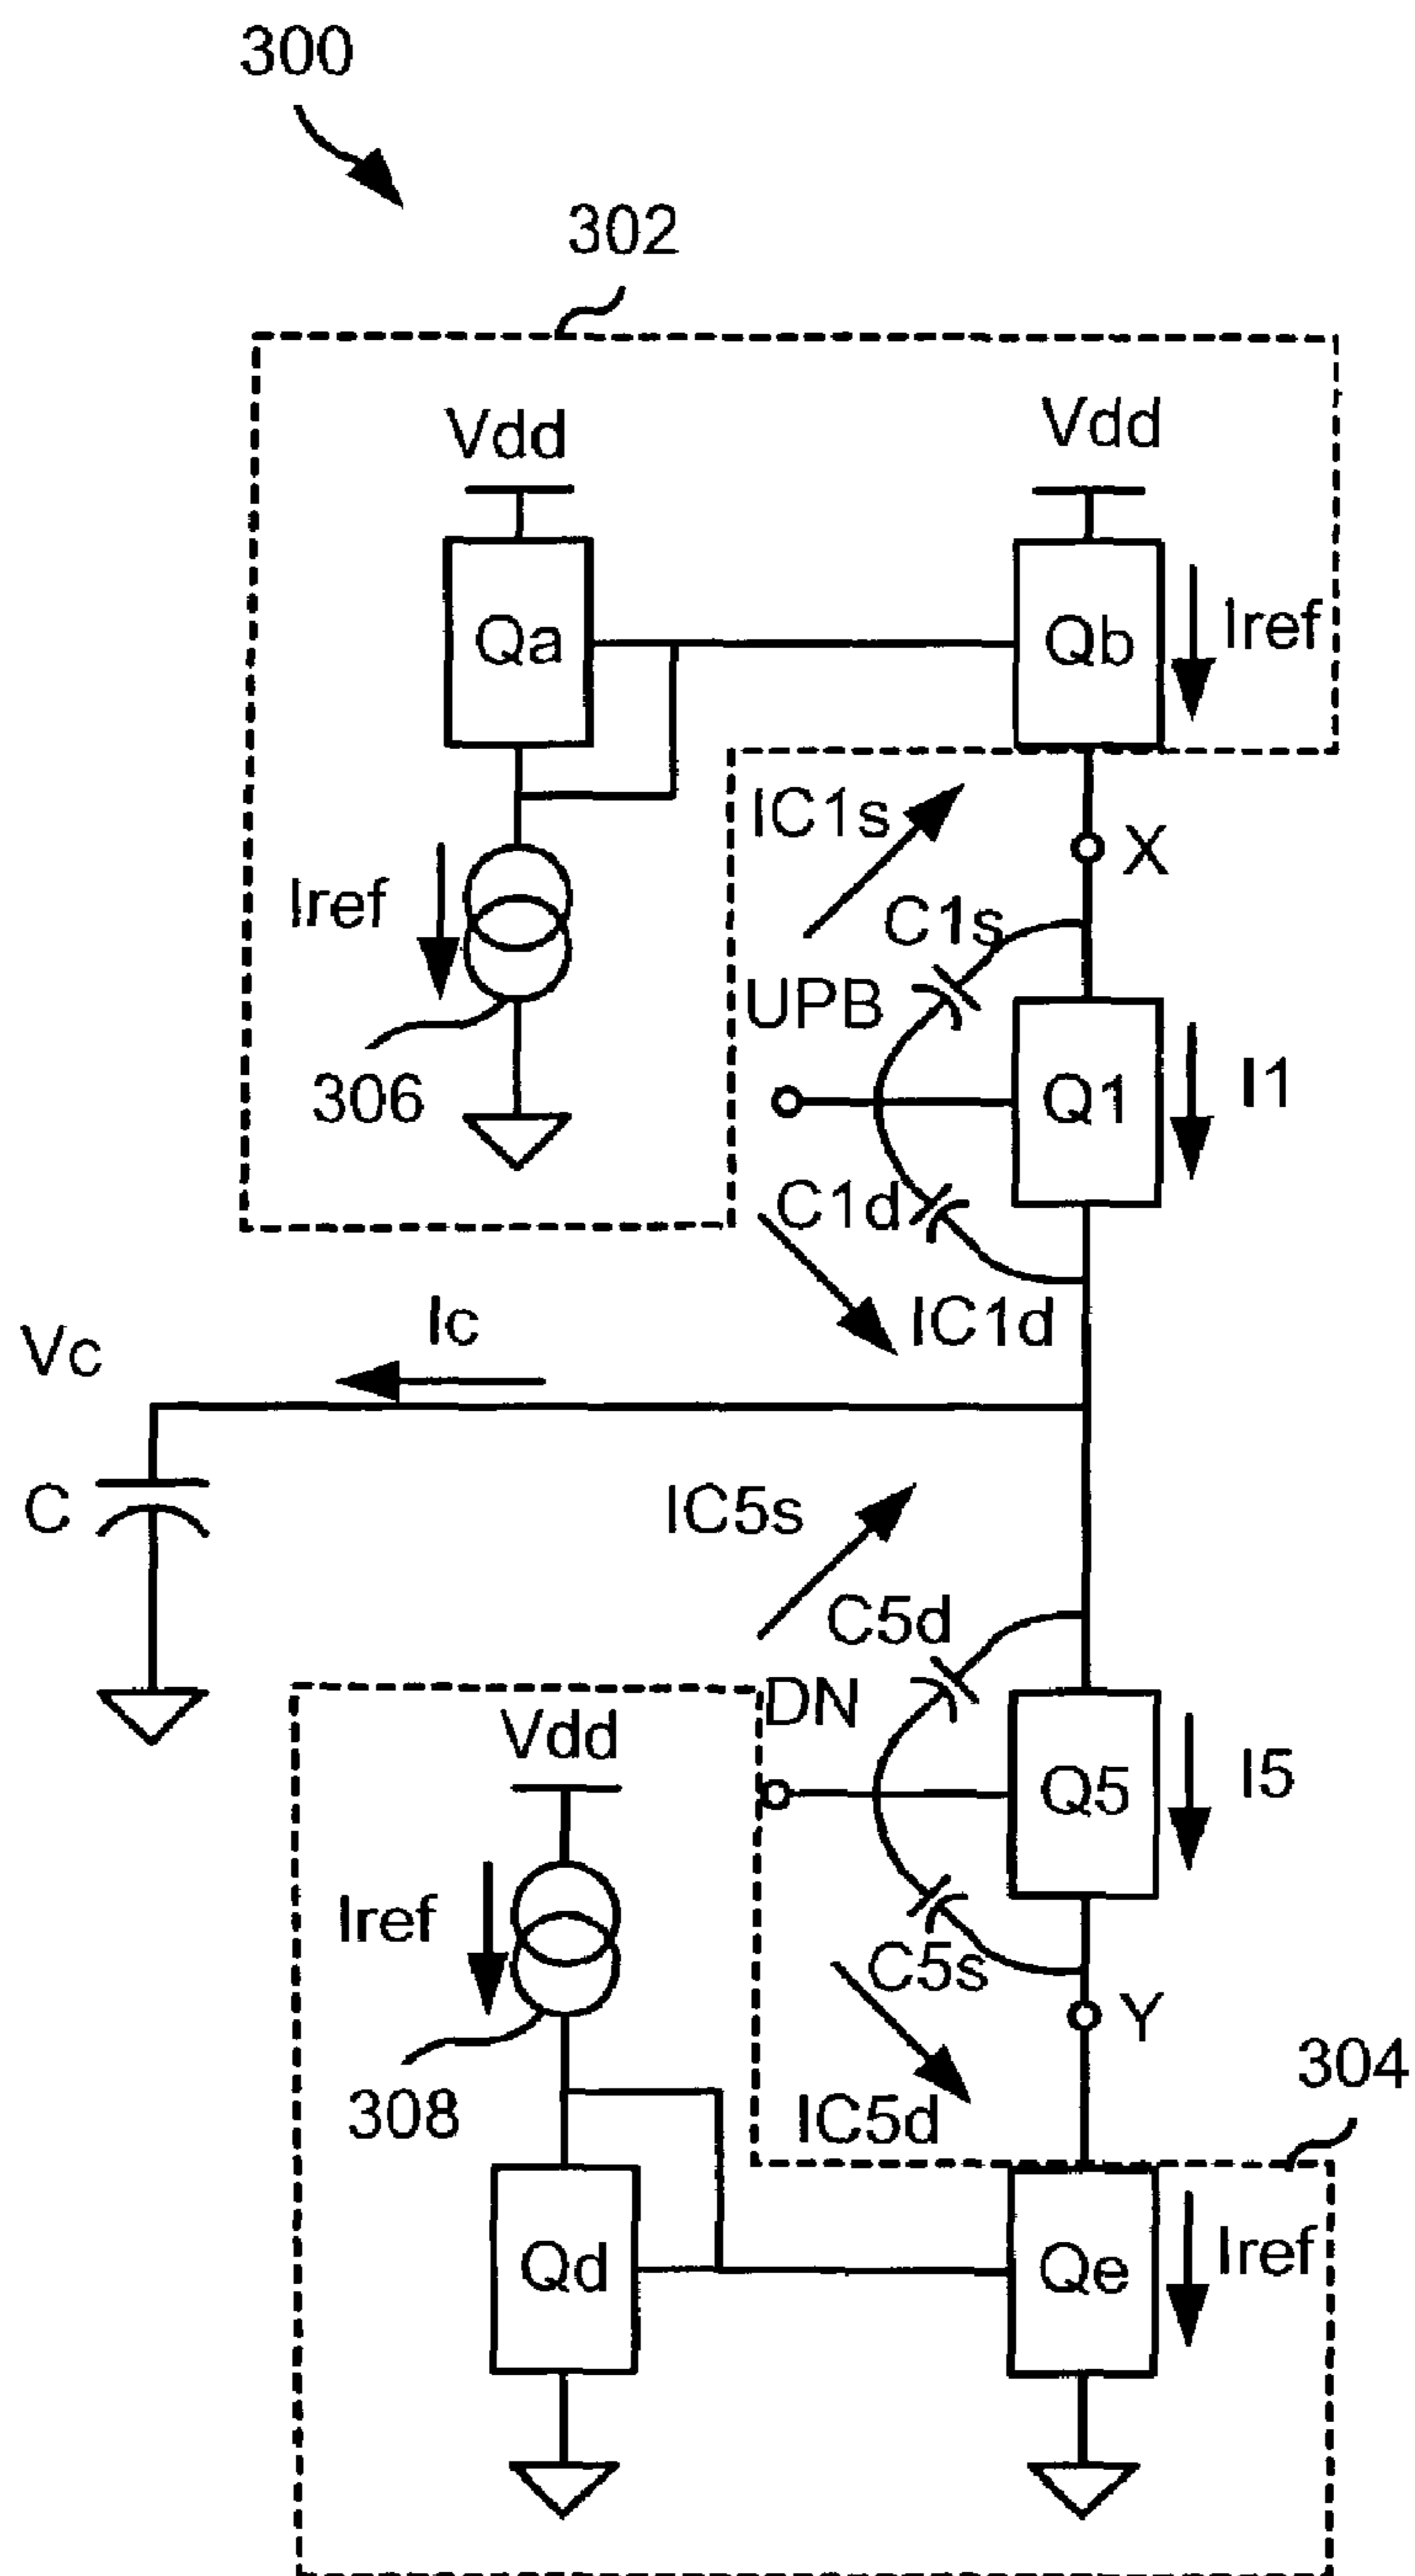 300
302
Vdd
Vdd
Qa
Qb
Iref
IC1s
X
Iref
C1s
UPB
306
Q1
I1
C1d
IC1d
Ic
Vc
C
IC5s
C5d
DN
Vdd
Q5
I5
Iref
C5s
Y
308
IC5d
304
Qd
Qe
Iref